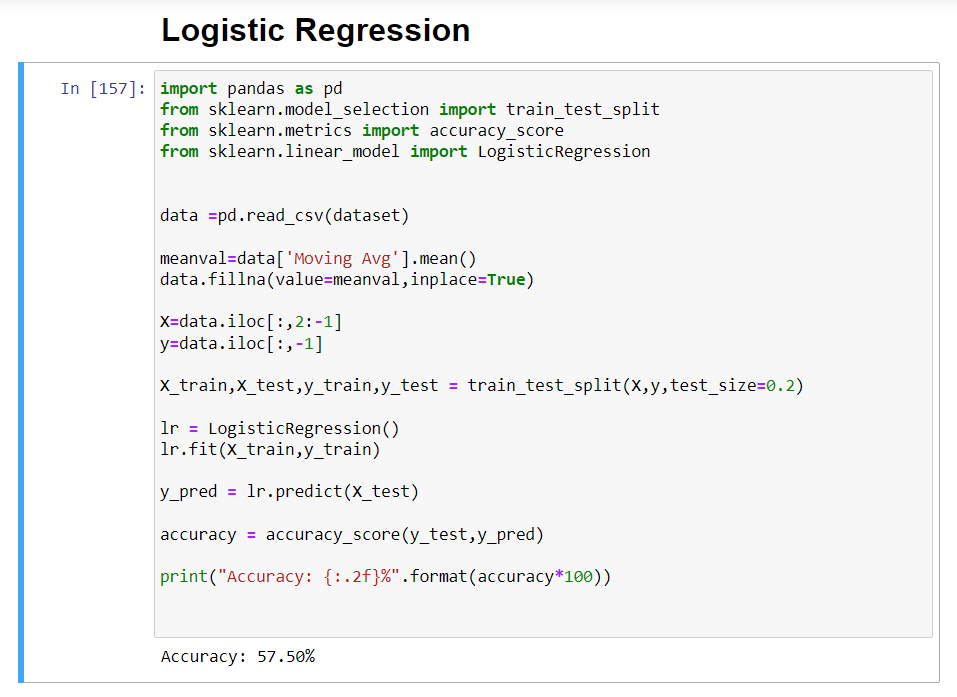 Logistic Regression
In [157]: import pandas as pd
from sklearn.model_selection import train_test_split
from sklearn.metrics import accuracy_score
from sklearn.linear_model import LogisticRegression
data =pd.read_csv(dataset)
meanval=data['Moving Avg'].mean()
data.fillna(value=meanval,inplace=True)
X=data.iloc[:,2:-1]
y=data.iloc[:,-1]
X_train,X_test,y_train,y_test = train_test_split(X,y,test_size=0.2)
lr = LogisticRegression()
lr.fit(X_train,y_train)
y_pred = lr.predict(X_test)
accuracy = accuracy_score(y_test,y_pred)
print("Accuracy: {:.2f}%".format(accuracy*100))
Accuracy: 57.50%